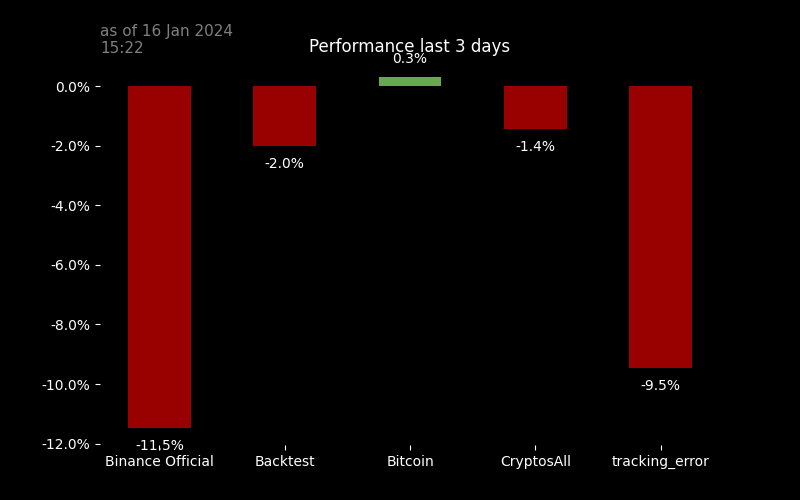 as of 16 Jan 2024
15:22
Performance last 3 days
0.3%
0.0%
-2.0%
-4.0%
-6.0%
-8.0%
-10.0%
-12.0%
-2.0%
-1.4%
-9.5%
-11.5%
Binance Official
Backtest
Bitcoin
CryptosAll
tracking_error